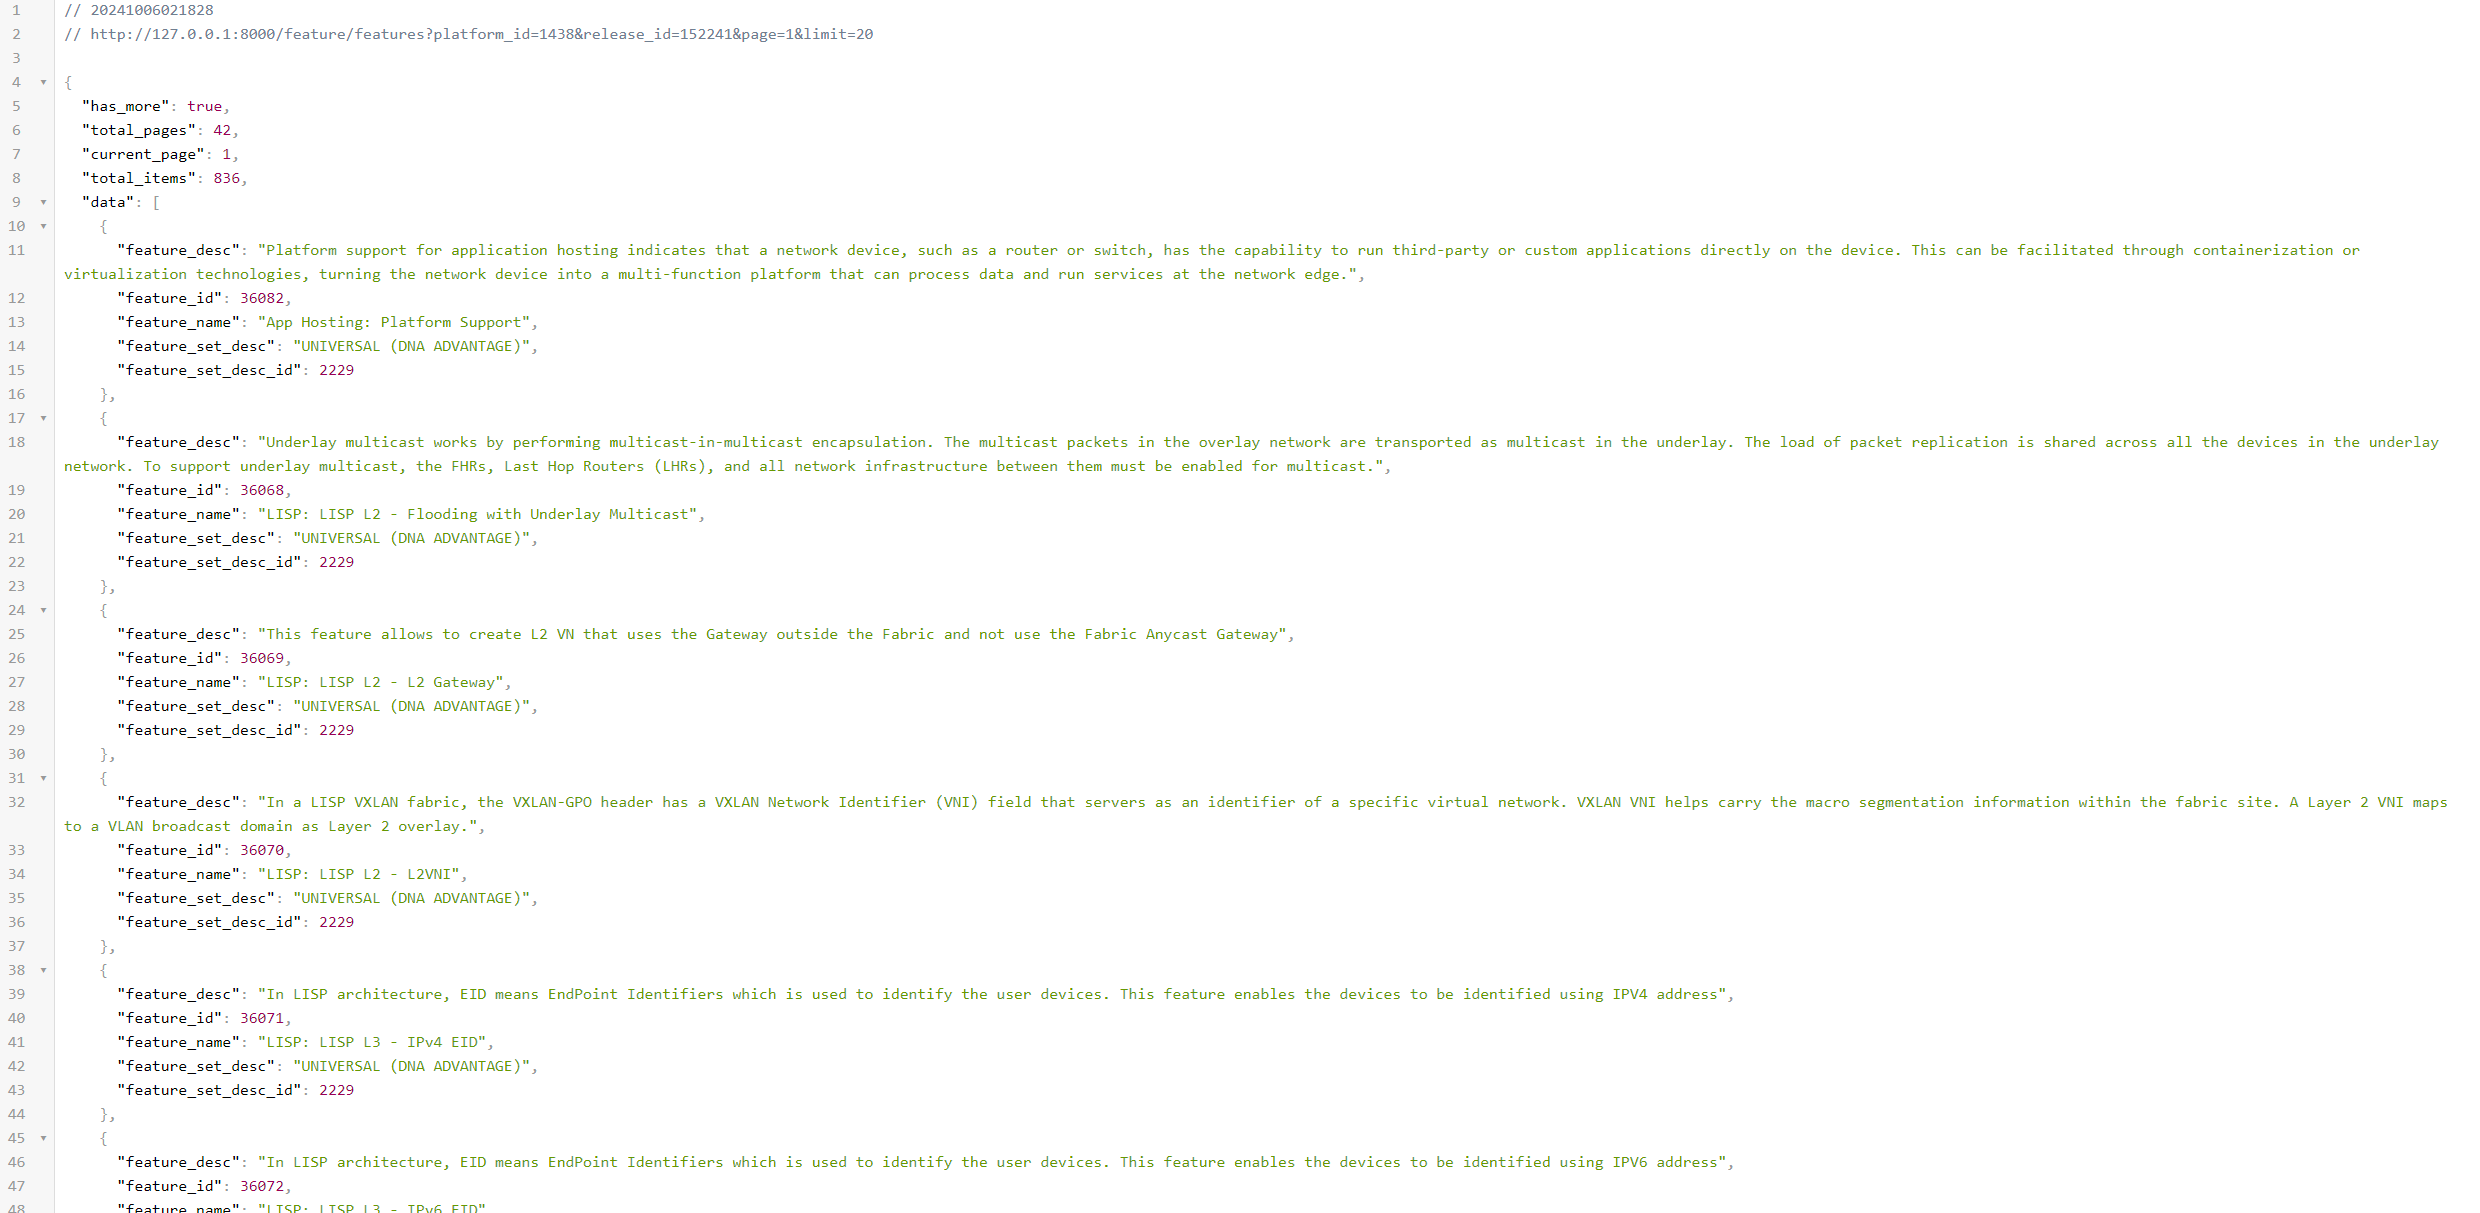 1 // 20241006021828
2 // http://127.0.0.1:8000/feature/features?platform_id=1438&release_id=152241&page=1&limit=20
3
4 {
5 "has_more": true,
6 "total_pages": 42,
7 "current_page": 1,
8 "total_items": 836,
9 "data": [
10 {
11 "feature_desc": "Platform support for application hosting indicates that a network device, such as a router or switch, has the capability to run third-party or custom applications directly on the device. This can be facilitated through containerization or
virtualization technologies, turning the network device into a multi-function platform that can process data and run services at the network edge.",
12 "feature_id": 36082,
13 "feature_name": "App Hosting: Platform Support",
14 "feature_set_desc": "UNIVERSAL (DNA ADVANTAGE)",
15 "feature_set_desc_id": 2229
16 },
17 {
18 "feature_desc": "Underlay multicast works by performing multicast-in-multicast encapsulation. The multicast packets in the overlay network are transported as multicast in the underlay. The load of packet replication is shared across all the devices in the underlay
network. To support underlay multicast, the FHRs, Last Hop Routers (LHRs), and all network infrastructure between them must be enabled for multicast.",
19 "feature_id": 36068,
20 "feature_name": "LISP: LISP L2 - Flooding with Underlay Multicast",
21 "feature_set_desc": "UNIVERSAL (DNA ADVANTAGE)",
22 "feature_set_desc_id": 2229
23 },
24 {
25 "feature_desc": "This feature allows to create L2 VN that uses the Gateway outside the Fabric and not use the Fabric Anycast Gateway",
26 "feature_id": 36069,
27 "feature_name": "LISP: LISP L2 - L2 Gateway",
28 "feature_set_desc": "UNIVERSAL (DNA ADVANTAGE)",
29 "feature_set_desc_id": 2229
30 },
31 {
32 "feature_desc": "In a LISP VXLAN fabric, the VXLAN-GPO header has a VXLAN Network Identifier (VNI) field that servers as an identifier of a specific virtual network. VXLAN VNI helps carry the macro segmentation information within the fabric site. A Layer 2 VNI maps
to a VLAN broadcast domain as Layer 2 overlay.",
33 "feature_id": 36070,
34 "feature_name": "LISP: LISP L2 - L2VNI",
35 "feature_set_desc": "UNIVERSAL (DNA ADVANTAGE)",
36 "feature_set_desc_id": 2229
37 },
38 {
39 "feature_desc": "In LISP architecture, EID means EndPoint Identifiers which is used to identify the user devices. This feature enables the devices to be identified using IPV4 address",
40 "feature_id": 36071,
41 "feature_name": "LISP: LISP L3 - IPv4 EID",
42 "feature_set_desc": "UNIVERSAL (DNA ADVANTAGE)",
43 "feature_set_desc_id": 2229
44 },
45 {
46 "feature_desc": "In LISP architecture, EID means EndPoint Identifiers which is used to identify the user devices. This feature enables the devices to be identified using IPV6 address",
47 "feature_id": 36072,
48 "feature_name": "LISP: LISP L3 - IPv6 EID"